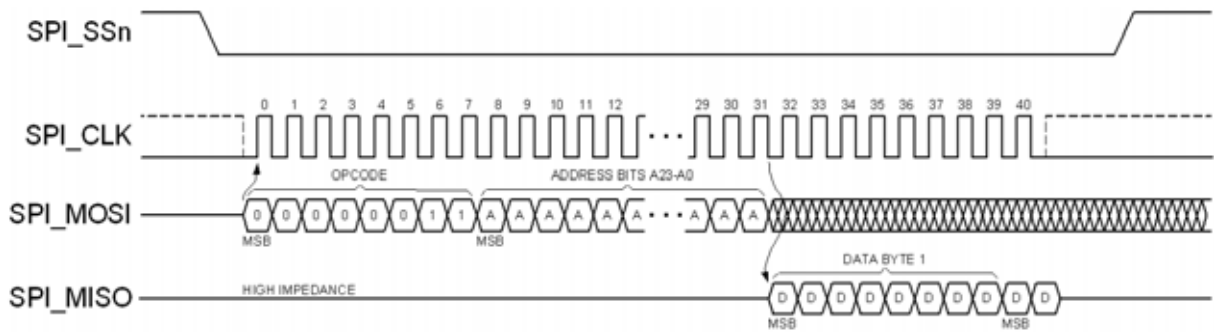 SPI_SSn
0 1 2 3 4 5 6 7 8 9 10 11 12 29 30 31 32 33 34 35 36 37 38 39 40
SPI_CLK
OPCODE ADDRESS BITS A23-A0
SPI_MOSI 0 0 0 0 0 0 1 1 A A A A A A A A A
MSB MSB
DATA BYTE 1
HIGH IMPEDANCE
SPI_MISO D D D D D D D D D D
MSB MSB